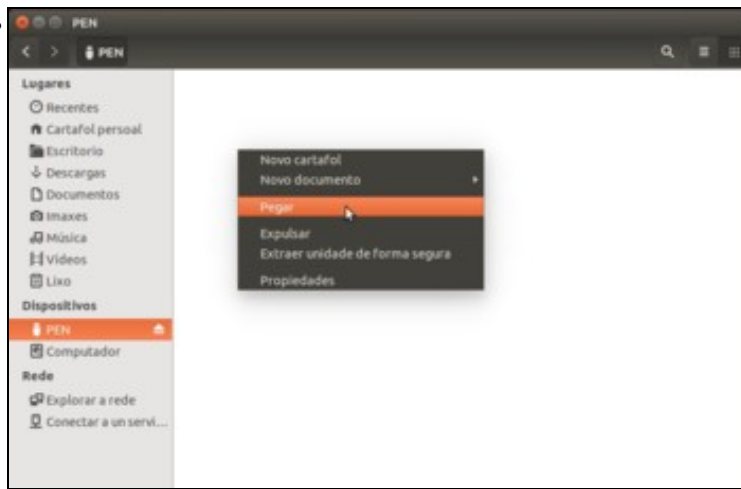 PEN
PEN
Lugares
Recentes
Cartafol persoal
Escritorio
Descargas
Documentos
Imaxes
Música
Vídeos
Lixo
Dispositivos
PEN
Computador
Rede
Explorar a rede
Conectar a un servi...
Novo cartafol
Novo documento
Pegar
Expulsar
Extraer unidade de forma segura
Propiedades